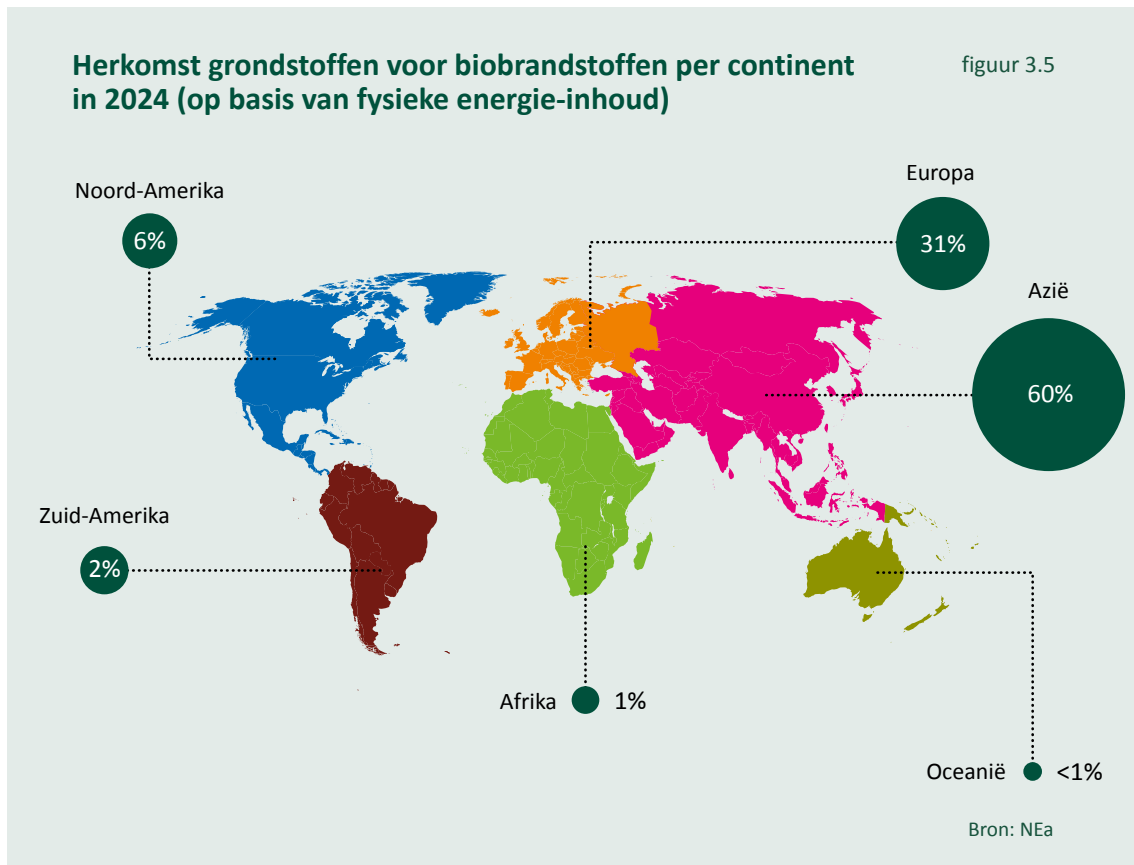 Herkomst grondstoffen voor biobrandstoffen per continent
in 2024 (op basis van fysieke energie-inhoud)
figuur 3.5
Noord-Amerika
6%
Europa
31%
Azië
60%
Zuid-Amerika
2%
Afrika
1%
Oceanië
<1%
Bron: NEa